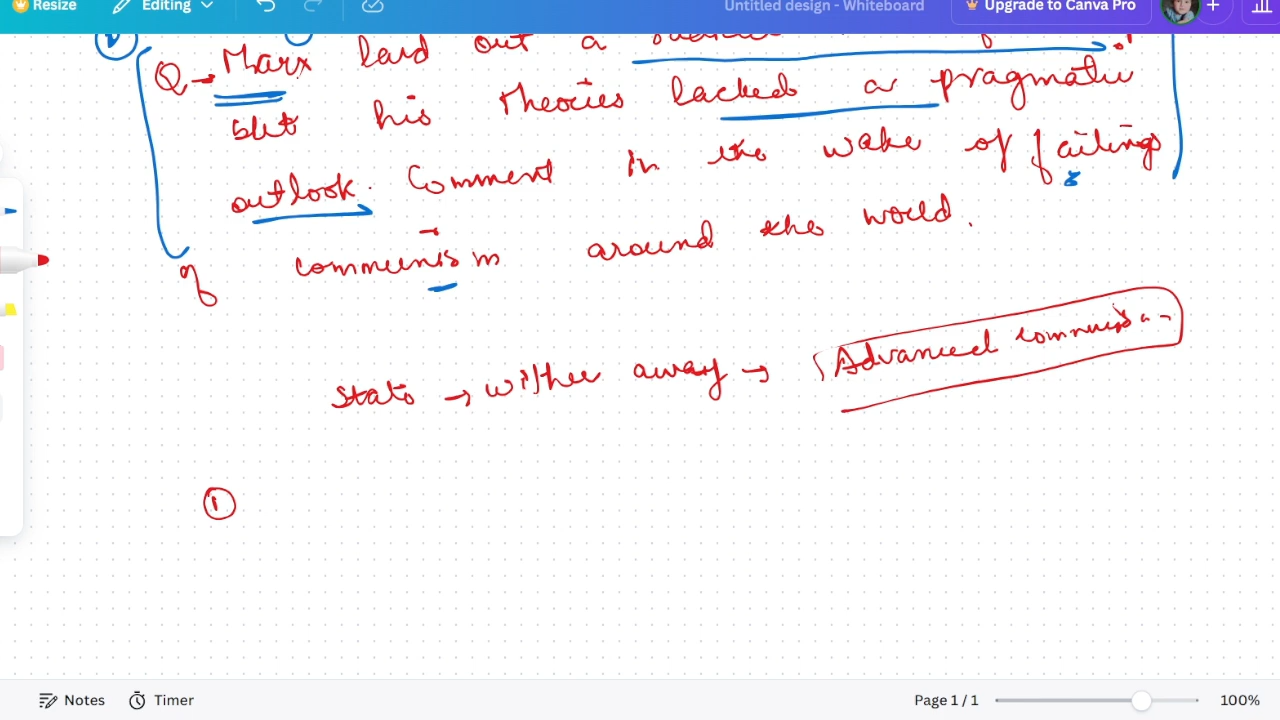 Resize Editing Untitled design - Whiteboard Upgrade to Canva Pro
Q → Marx laid out a
but his theories lacked a pragmatic
outlook. Comment in the wake of failings
of communism around the world.
State → wither away → Advanced
1
Notes Timer Page 1 / 1 100%